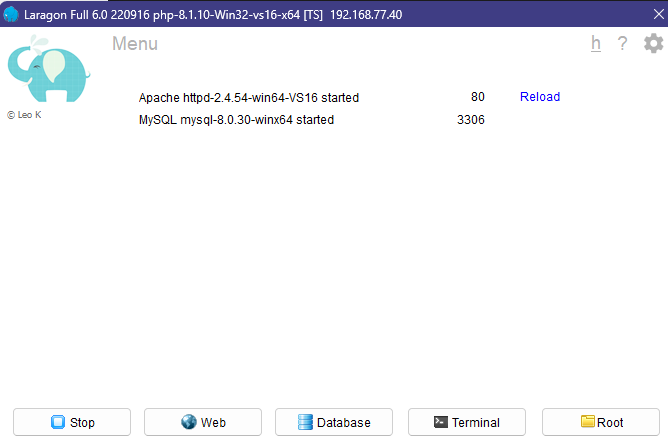 Laragon Full 6.0 220916 php-8.1.10-Win32-vs16-x64 [TS] 192.168.77.40
Menu h ?
Apache httpd-2.4.54-win64-VS16 started 80 Reload
© Leo K
MySQL mysql-8.0.30-winx64 started 3306
Stop Web Database Terminal Root